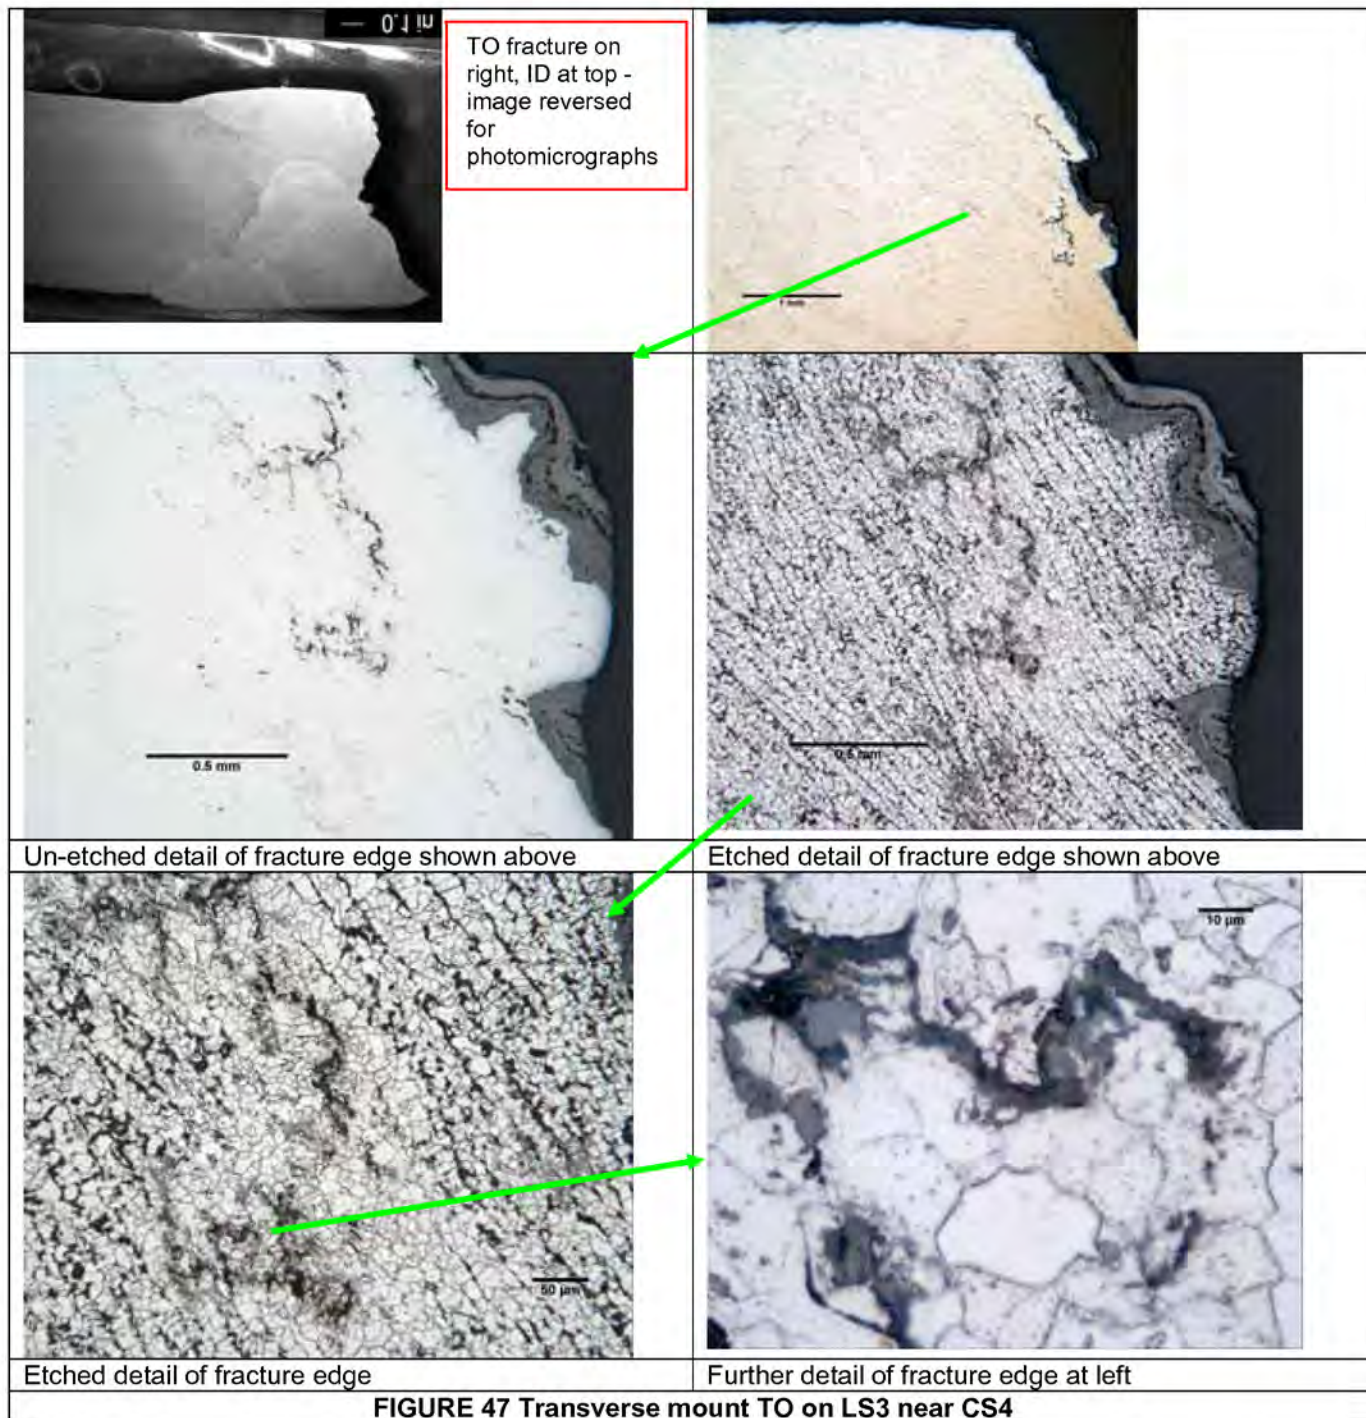 0.1 in
TO fracture on
right, ID at top -
image reversed
for
photomicrographs
1 mm
0.5 mm
0.5 mm
Un-etched detail of fracture edge shown above
Etched detail of fracture edge shown above
50 µm
10 µm
Etched detail of fracture edge
Further detail of fracture edge at left
FIGURE 47 Transverse mount TO on LS3 near CS4